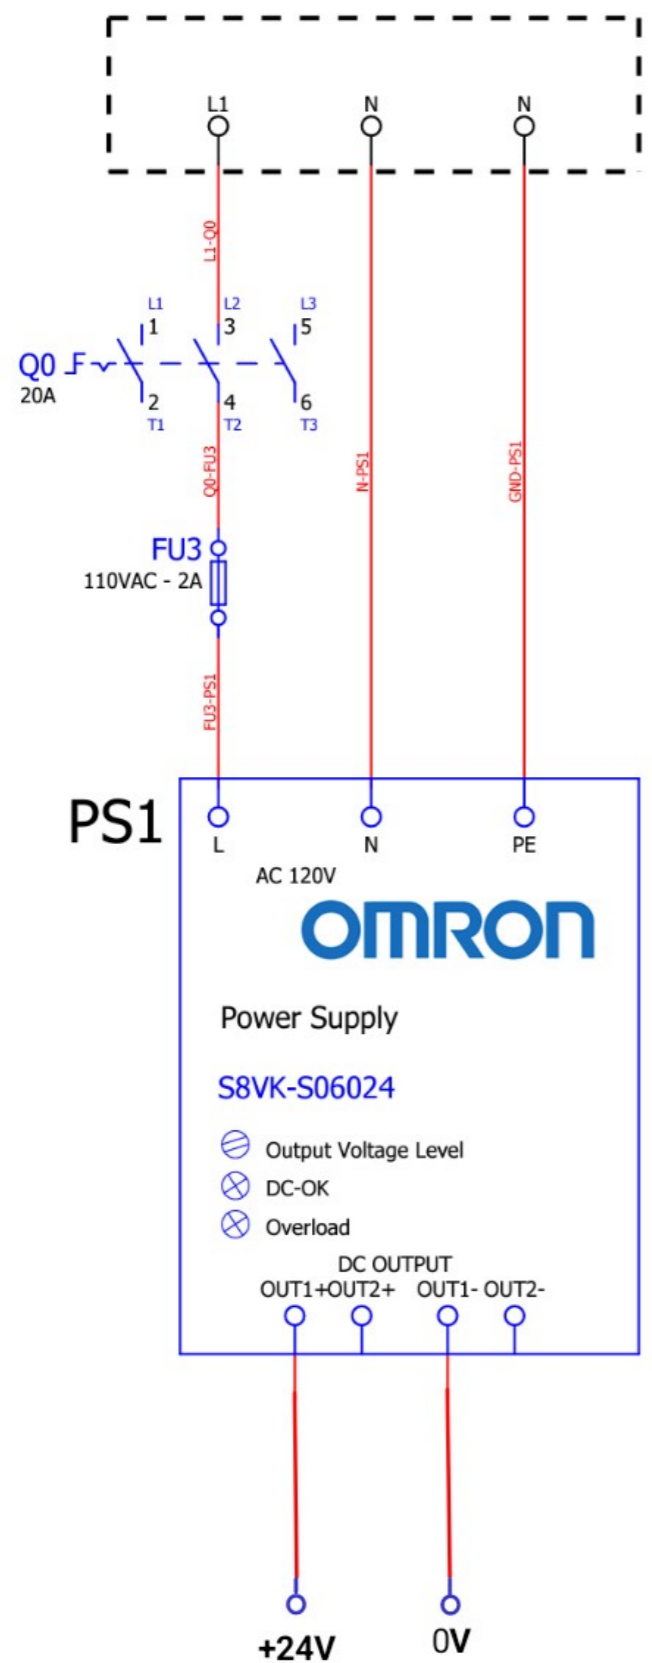 L1 N N
L1-Q0
L1 L2 L3
1 3 5
Q0
20A
2 4 6
T1 T2 T3
Q0-FU3
N-PS1
GND-PS1
FU3
110VAC - 2A
FU3-PS1
PS1
L N PE
AC 120V
OMRON
Power Supply
S8VK-S06024
Output Voltage Level
DC-OK
Overload
DC OUTPUT
OUT1+ OUT2+ OUT1- OUT2-
+24V 0V